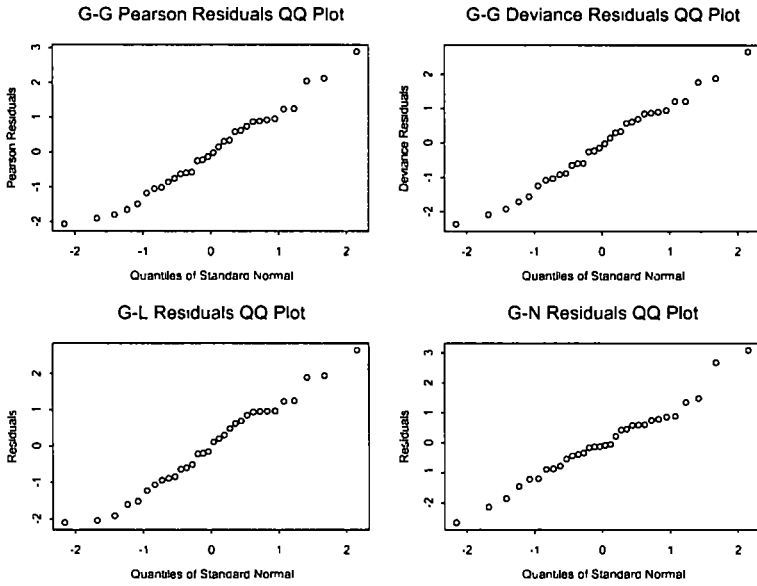 G-G Pearson Residuals QQ Plot
Pearson Residuals
3
2
1
0
-1
-2
-2 -1 0 1 2
Quantiles of Standard Normal
G-G Deviance Residuals QQ Plot
Deviance Residuals
2
1
0
-1
-2
-2 -1 0 1 2
Quantiles of Standard Normal
G-L Residuals QQ Plot
Residuals
2
1
0
-1
-2
-2 -1 0 1 2
Quantiles of Standard Normal
G-N Residuals QQ Plot
Residuals
3
2
1
0
-1
-2
-2 -1 0 1 2
Quantiles of Standard Normal